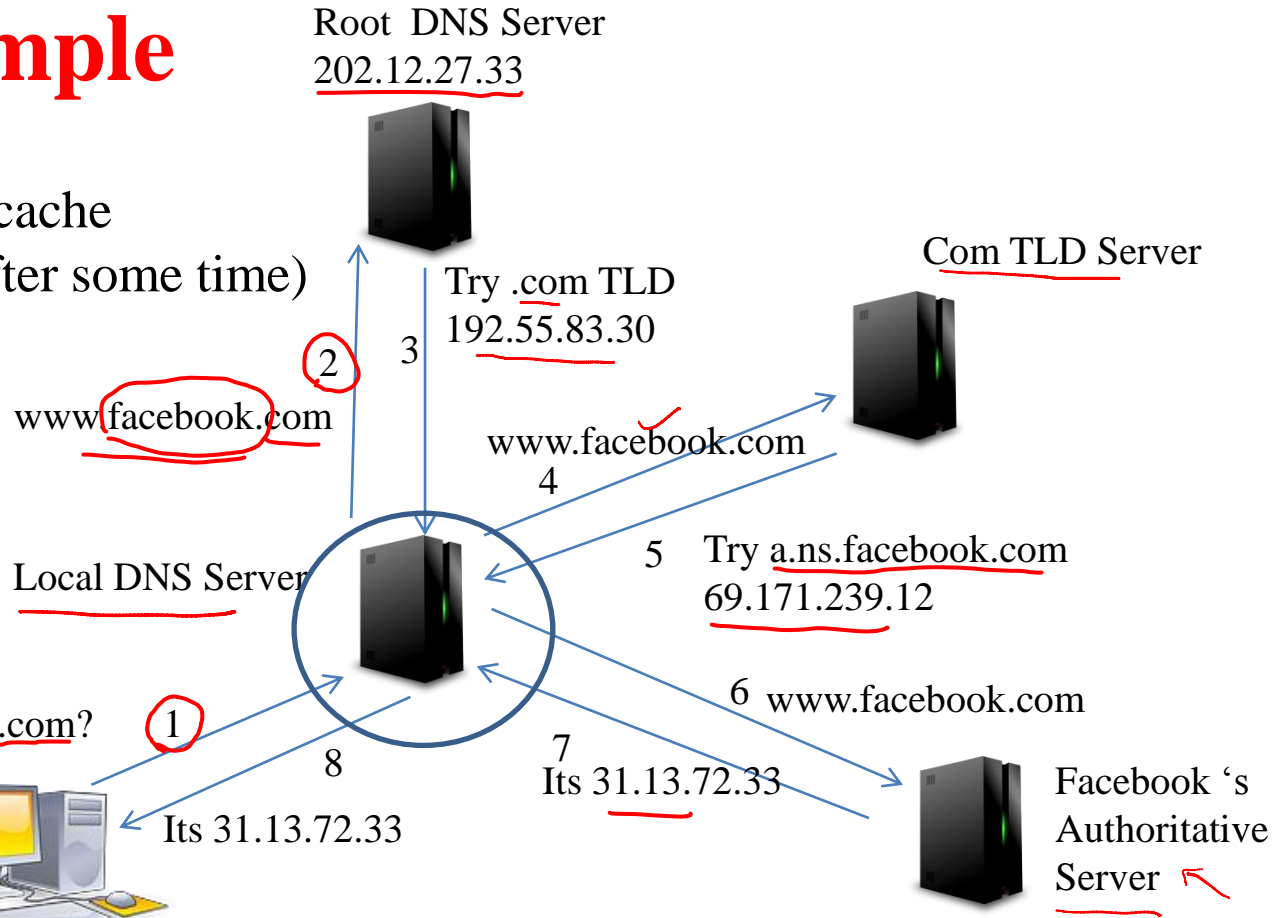 Root DNS Server
202.12.27.33
cache
some time)
Com TLD Server
Try .com TLD
192.55.83.30
2
3
www.facebook.com
www.facebook.com
4
5
Try a.ns.facebook.com
69.171.239.12
Local DNS Server
6
www.facebook.com
.com?
1
8
7
Its 31.13.72.33
Its 31.13.72.33
Facebook ‘s
Authoritative
Server